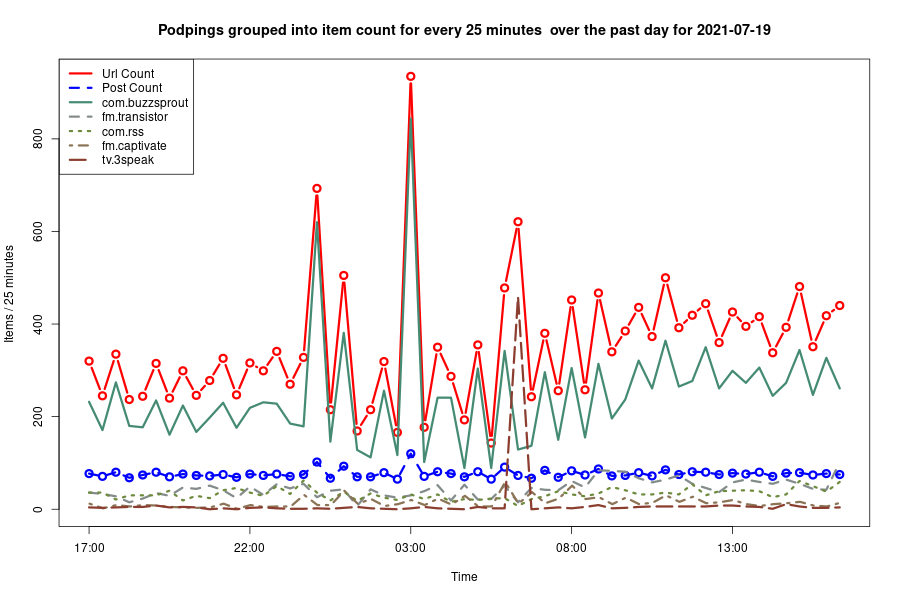 Podpings grouped into item count for every 25 minutes  over the past day for 2021-07-19
Url Count
Post Count
com.buzzsprout
fm.transistor
com.rss
fm.captivate
tv.3speak
Items / 25 minutes
800
600
400
200
0
17:00 22:00 03:00 08:00 13:00
Time